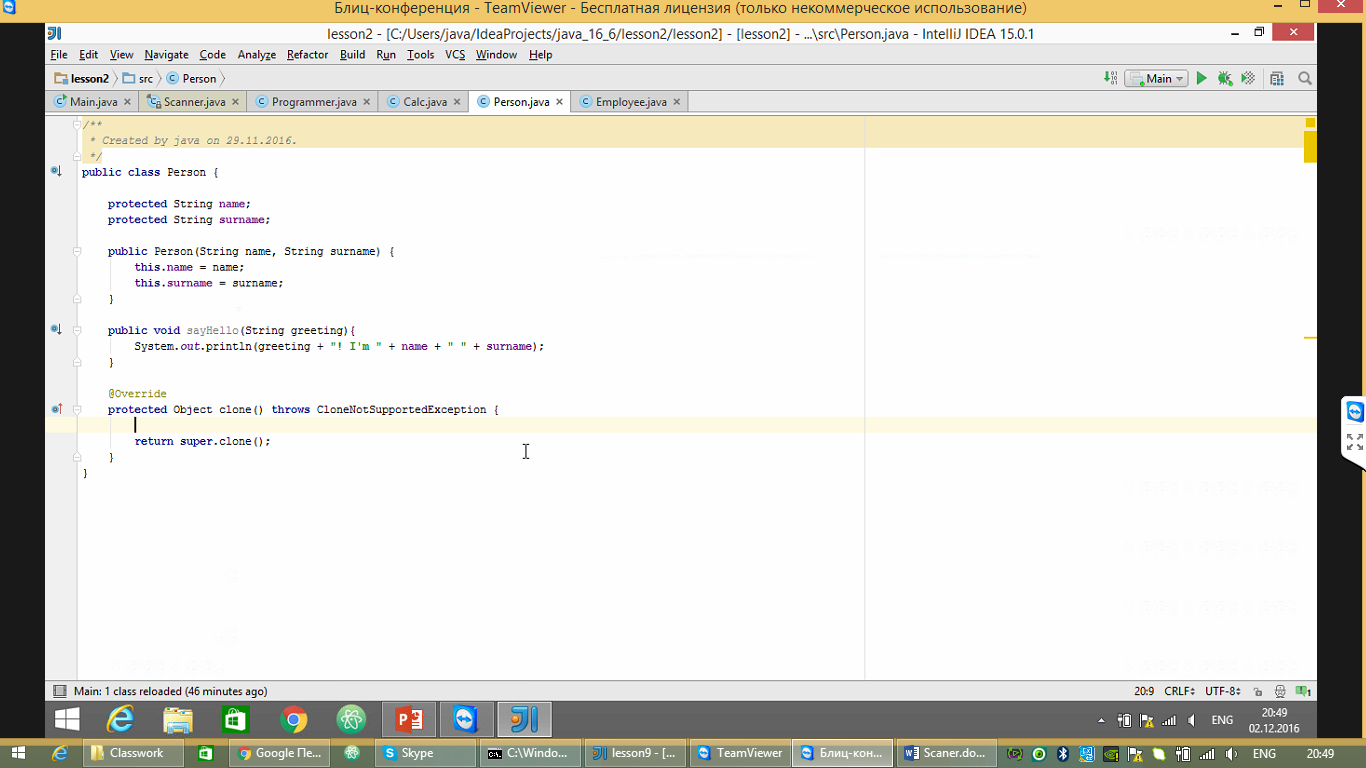 Блиц-конференция - TeamViewer - Бесплатная лицензия (только некоммерческое использование)
lesson2 - [C:/Users/java/IdeaProjects/java_16_6/lesson2/lesson2] - [lesson2] - ...\src\Person.java - IntelliJ IDEA 15.0.1
File Edit View Navigate Code Analyze Refactor Build Run Tools VCS Window Help
lesson2 src Person Main
Main.java Scanner.java Programmer.java Calc.java Person.java Employee.java
/**
* Created by java on 29.11.2016.
*/
public class Person {
protected String name;
protected String surname;
public Person(String name, String surname) {
this.name = name;
this.surname = surname;
}
public void sayHello(String greeting){
System.out.println(greeting + "! I'm " + name + " " + surname);
}
@Override
protected Object clone() throws CloneNotSupportedException {
return super.clone();
}
}
Main: 1 class reloaded (46 minutes ago) 20:9 CRLF UTF-8
ENG 20:49
02.12.2016
Classwork Google Пе... Skype C:\Windo... lesson9 - [... TeamViewer Блиц-кон... Scaner.do... ENG 20:49